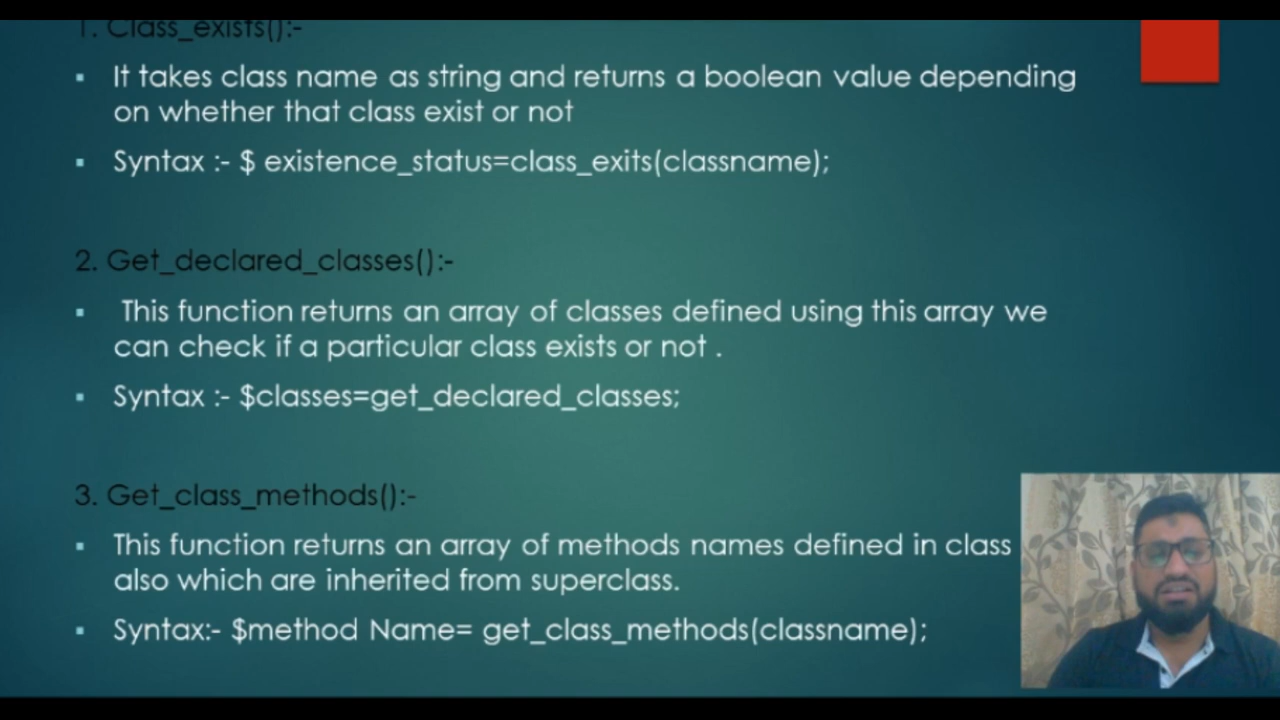 1. Class_exists():-
It takes class name as string and returns a boolean value depending
on whether that class exist or not
Syntax :- $ existence_status=class_exits(classname);
2. Get_declared_classes():-
This function returns an array of classes defined using this array we
can check if a particular class exists or not .
Syntax :- $classes=get_declared_classes;
3. Get_class_methods():-
This function returns an array of methods names defined in class
also which are inherited from superclass.
Syntax:- $method Name= get_class_methods(classname);